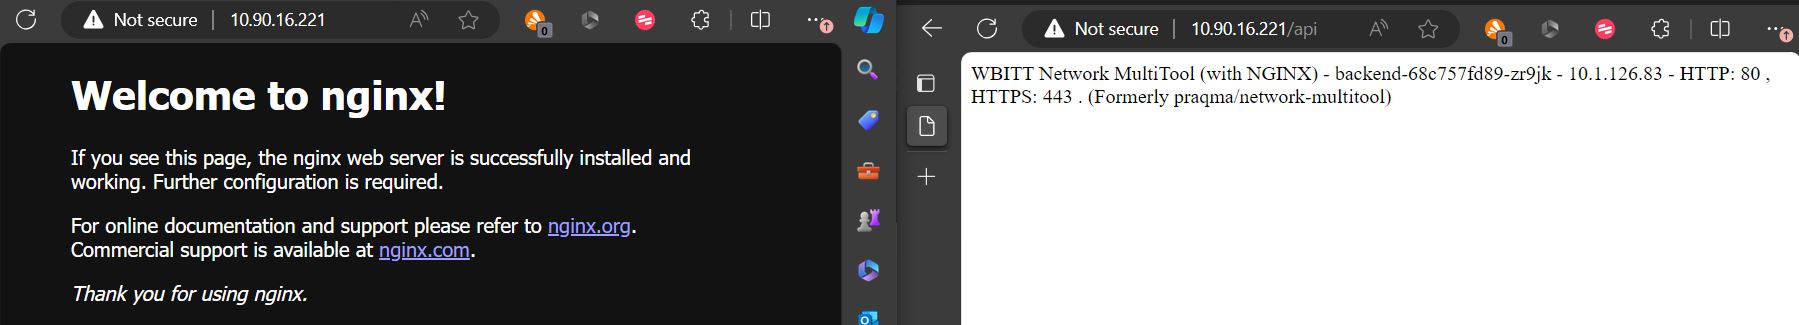 Not secure | 10.90.16.221
0
Welcome to nginx!
If you see this page, the nginx web server is successfully installed and
working. Further configuration is required.
For online documentation and support please refer to nginx.org.
Commercial support is available at nginx.com.
Thank you for using nginx.
Not secure | 10.90.16.221/api
0
WBITT Network MultiTool (with NGINX) - backend-68c757fd89-zr9jk - 10.1.126.83 - HTTP: 80 ,
HTTPS: 443 . (Formerly praqma/network-multitool)